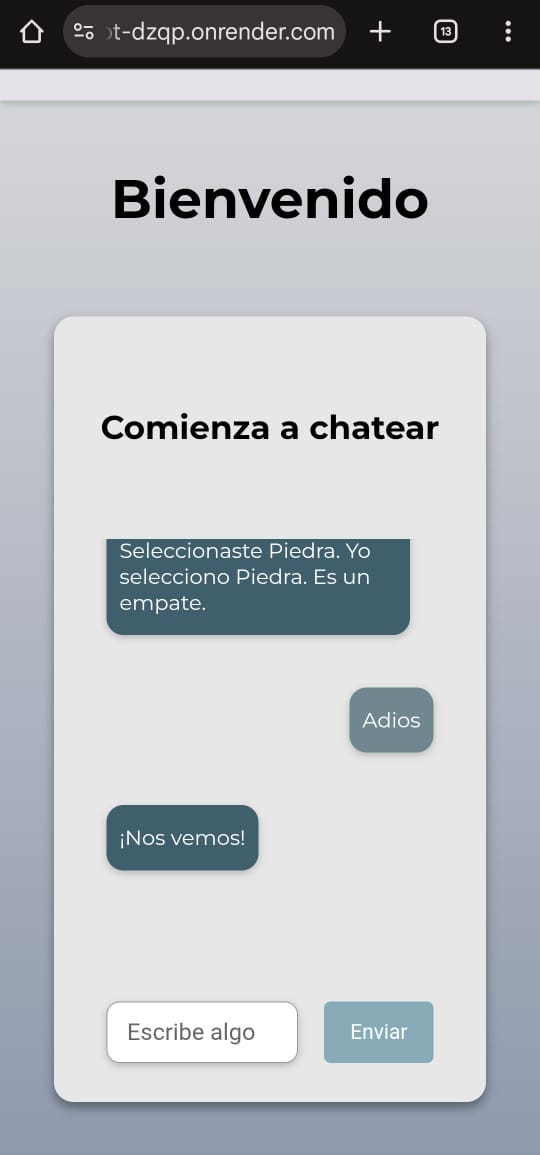 t-dzqp.onrender.com
13
Bienvenido
Comienza a chatear
Seleccionaste Piedra. Yo
selecciono Piedra. Es un
empate.
Adios
¡Nos vemos!
Escribe algo
Enviar